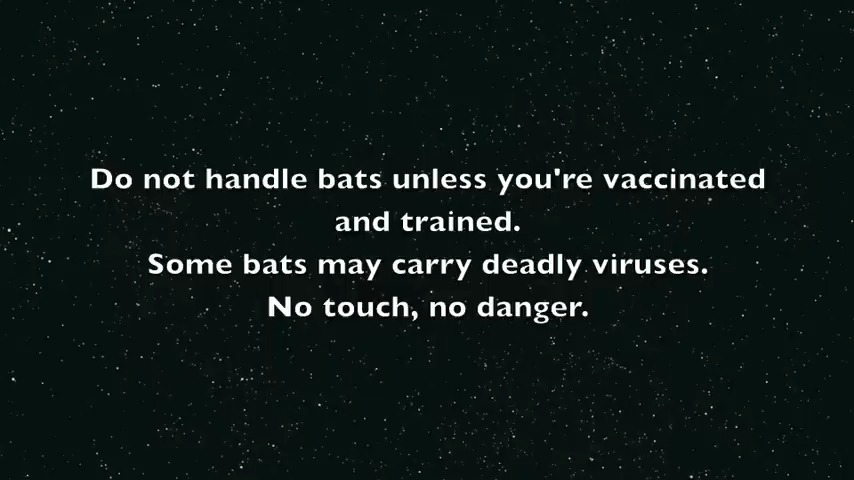 Do not handle bats unless you're vaccinated
and trained.
Some bats may carry deadly viruses.
No touch, no danger.